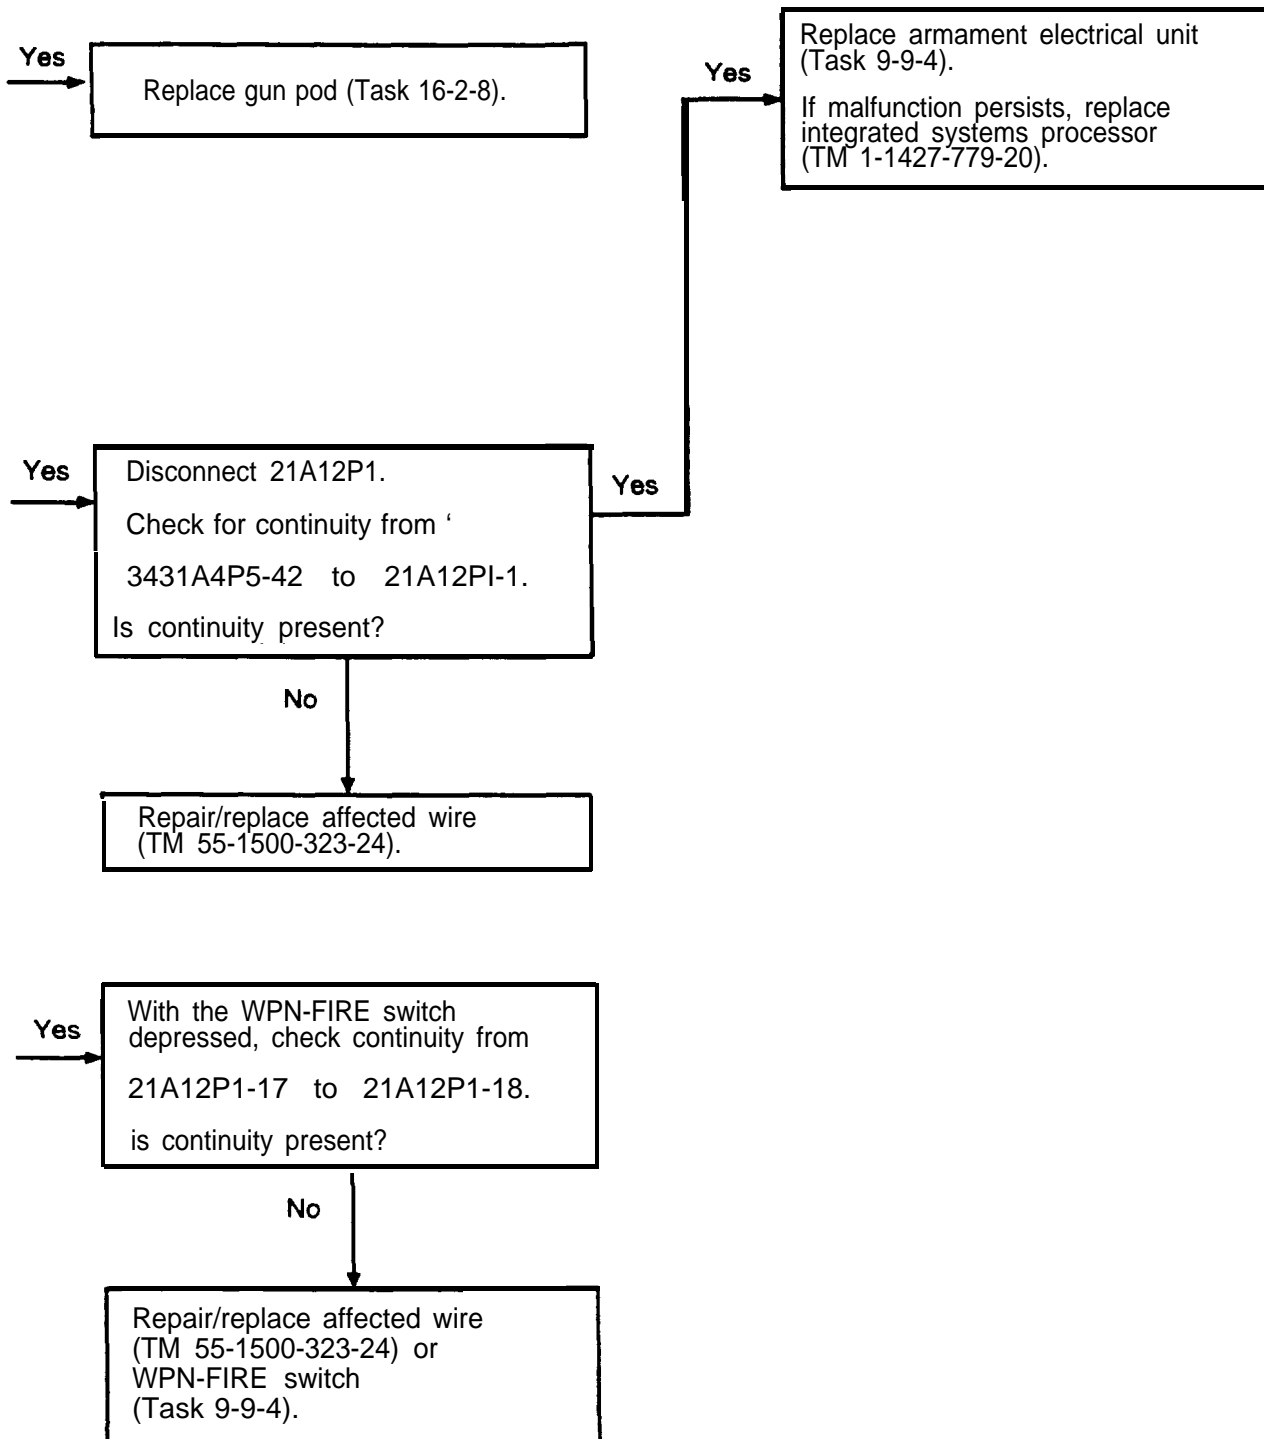 Yes
Replace gun pod (Task 16-2-8).
Yes
Replace armament electrical unit
(Task 9-9-4).
If malfunction persists, replace
integrated systems processor
(TM 1-1427-779-20).
Yes
Disconnect 21A12P1.
Check for continuity from ‘
3431A4P5-42 to 21A12PI-1.
Is continuity present?
Yes
No
Repair/replace affected wire
(TM 55-1500-323-24).
Yes
With the WPN-FIRE switch
depressed, check continuity from
21A12P1-17 to 21A12P1-18.
is continuity present?
No
Repair/replace affected wire
(TM 55-1500-323-24) or
WPN-FIRE switch
(Task 9-9-4).